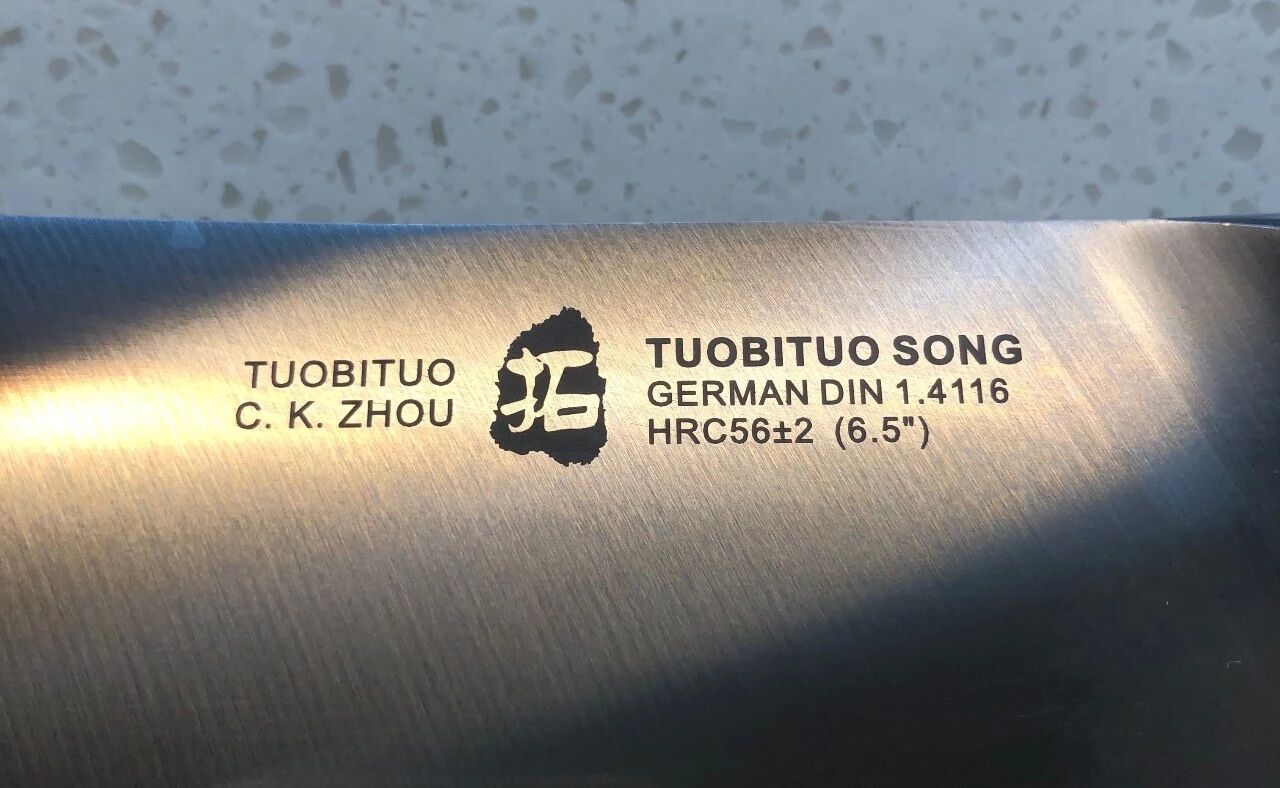 TUOBITUO
C. K. ZHOU
拓
TUOBITUO SONG
GERMAN DIN 1.4116
HRC56±2 (6.5")